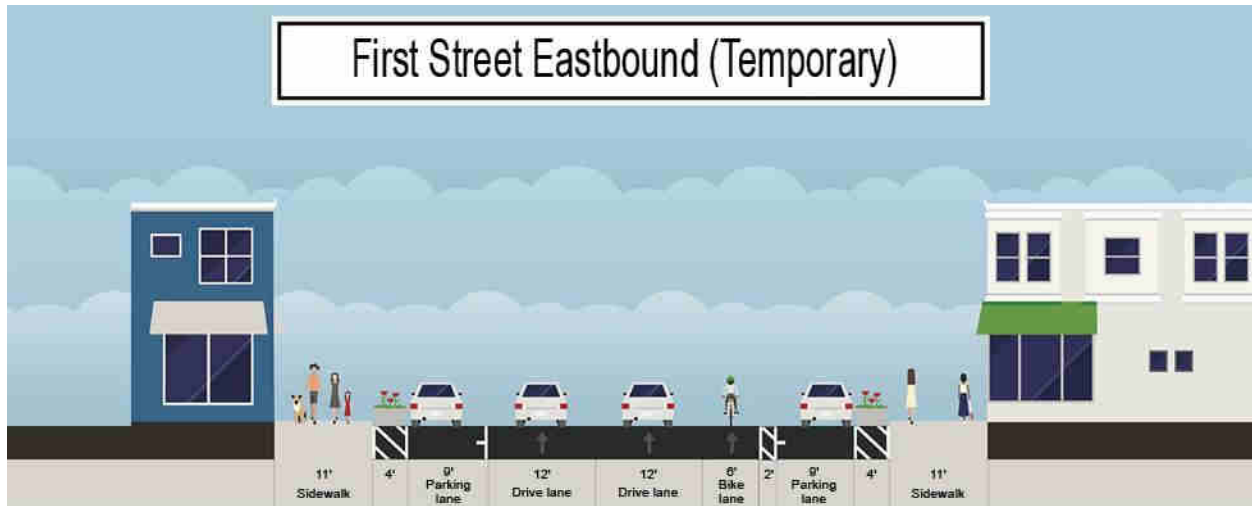 First Street Eastbound (Temporary)
11' 4' 9' 12' 12' 6' 2' 9' 4' 11'
Sidewalk Parking lane Drive lane Drive lane Bike lane Parking lane Sidewalk